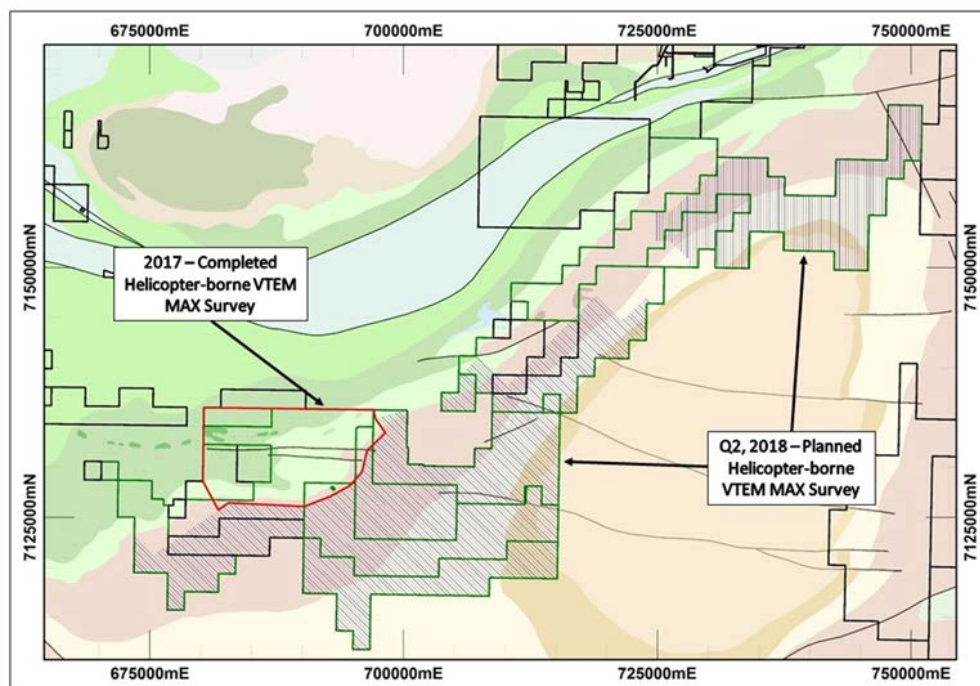 675000mE 700000mE 725000mE 750000mE
7150000mN
7150000mN
2017 – Completed
Helicopter-borne VTEM
MAX Survey
Q2, 2018 – Planned
Helicopter-borne
VTEM MAX Survey
7125000mN
7125000mN
675000mE 700000mE 725000mE 750000mE